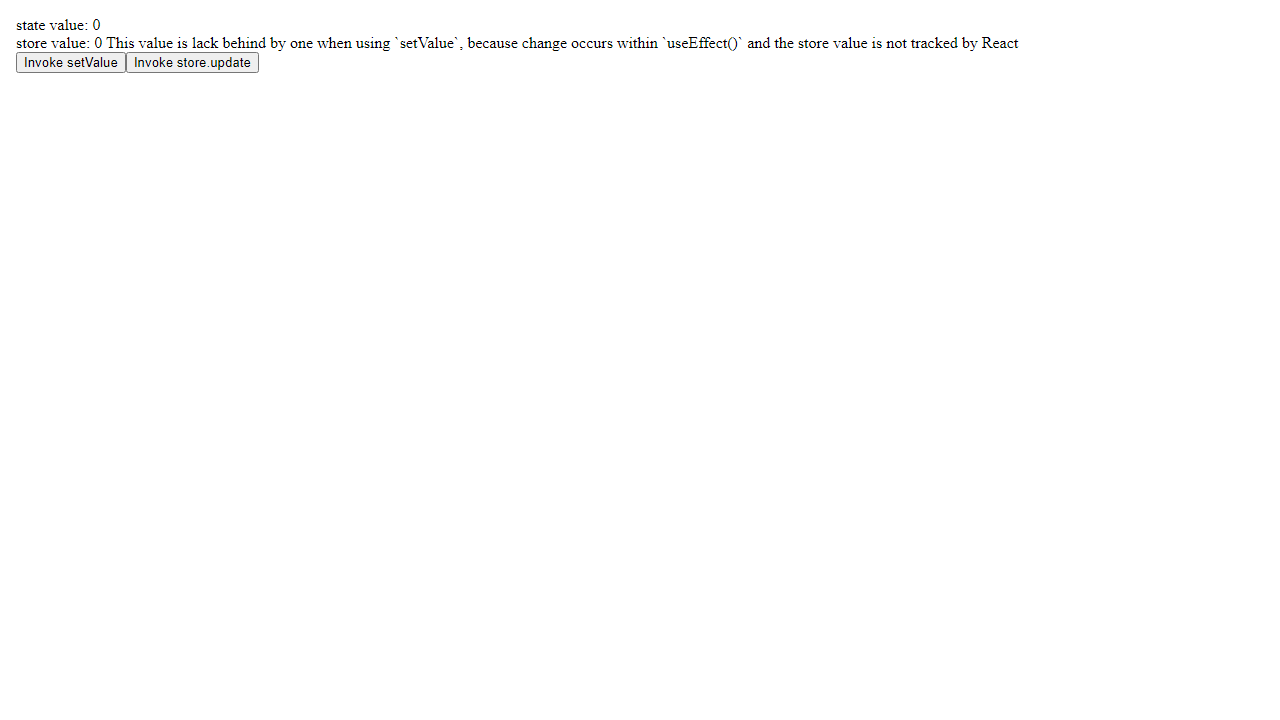 state value: 0
store value: 0 This value is lack behind by one when using `setValue`, because change occurs within `useEffect()` and the store value is not tracked by React
Invoke setValue Invoke store.update